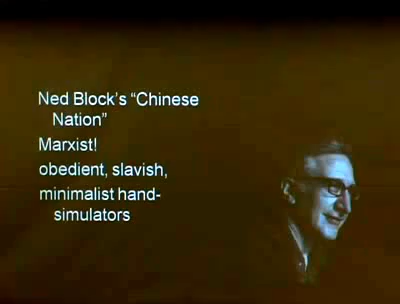 Ned Block's “Chinese
Nation”
Marxist!
obedient, slavish,
minimalist hand-
simulators